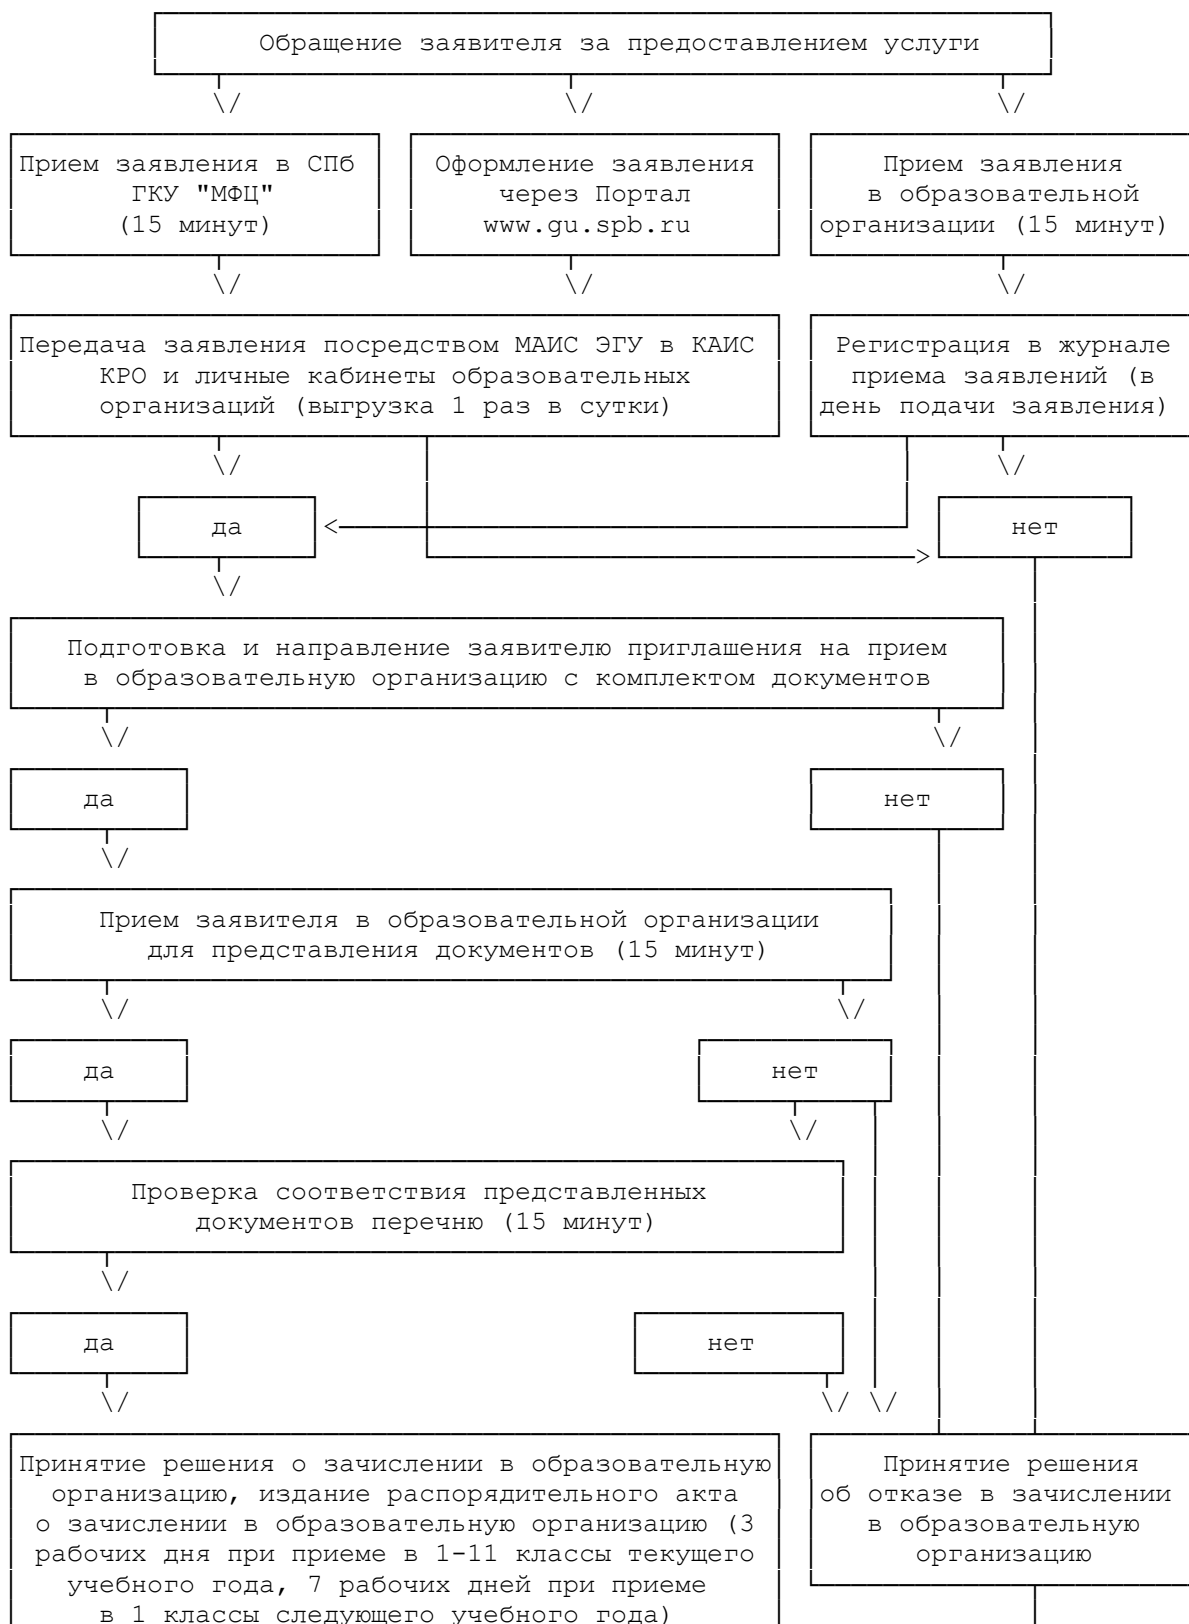 Обращение заявителя за предоставлением услуги
Прием заявления в СПб
ГКУ "МФЦ"
(15 минут)
Оформление заявления
через Портал
www.gu.spb.ru
Прием заявления
в образовательной
организации (15 минут)
Передача заявления посредством МАИС ЭГУ в КАИС
КРО и личные кабинеты образовательных
организаций (выгрузка 1 раз в сутки)
Регистрация в журнале
приема заявлений (в
день подачи заявления)
да
нет
Подготовка и направление заявителю приглашения на прием
в образовательную организацию с комплектом документов
да
нет
Прием заявителя в образовательной организации
для представления документов (15 минут)
да
нет
Проверка соответствия представленных
документов перечню (15 минут)
да
нет
Принятие решения о зачислении в образовательную
организацию, издание распорядительного акта
о зачислении в образовательную организацию (3
рабочих дня при приеме в 1-11 классы текущего
учебного года, 7 рабочих дней при приеме
в 1 классы следующего учебного года)
Принятие решения
об отказе в зачислении
в образовательную
организацию